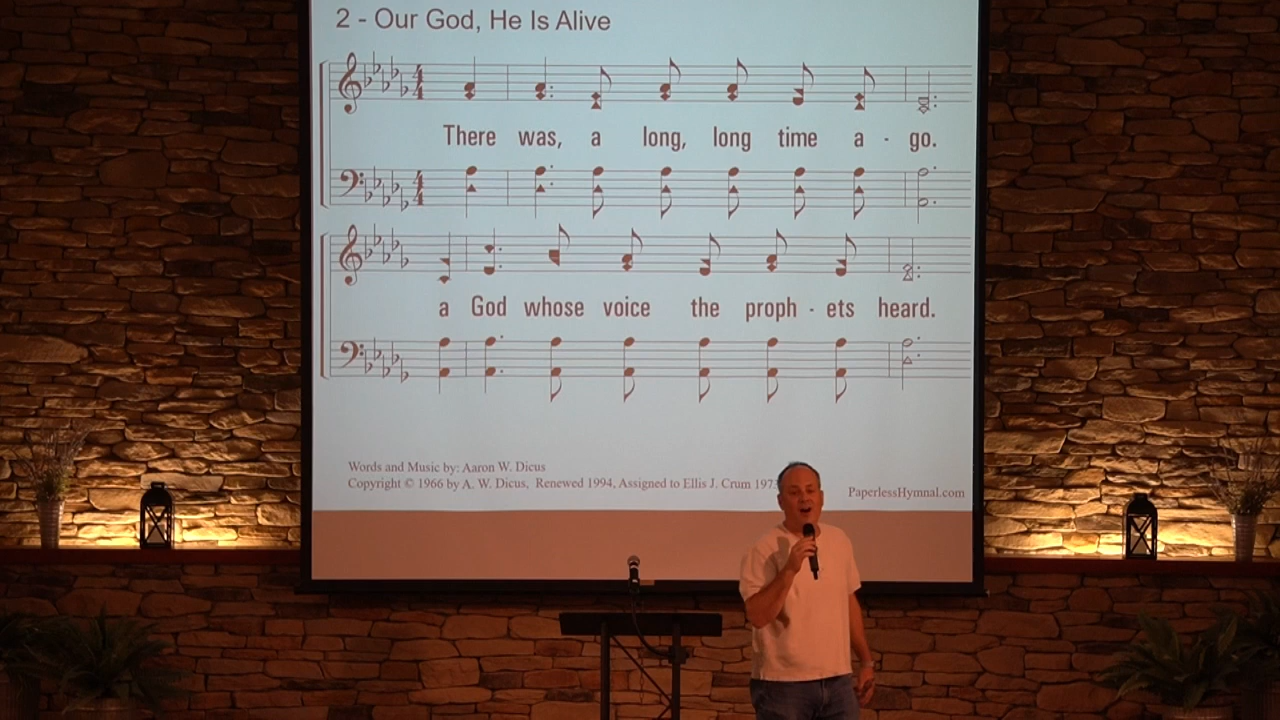 2 - Our God, He Is Alive
There was, a long, long time a - go.
a God whose voice the proph - ets heard.
Words and Music by: Aaron W. Dicus
Copyright © 1966 by A. W. Dicus, Renewed 1994, Assigned to Ellis J. Crum 1973
PaperlessHymnal.com